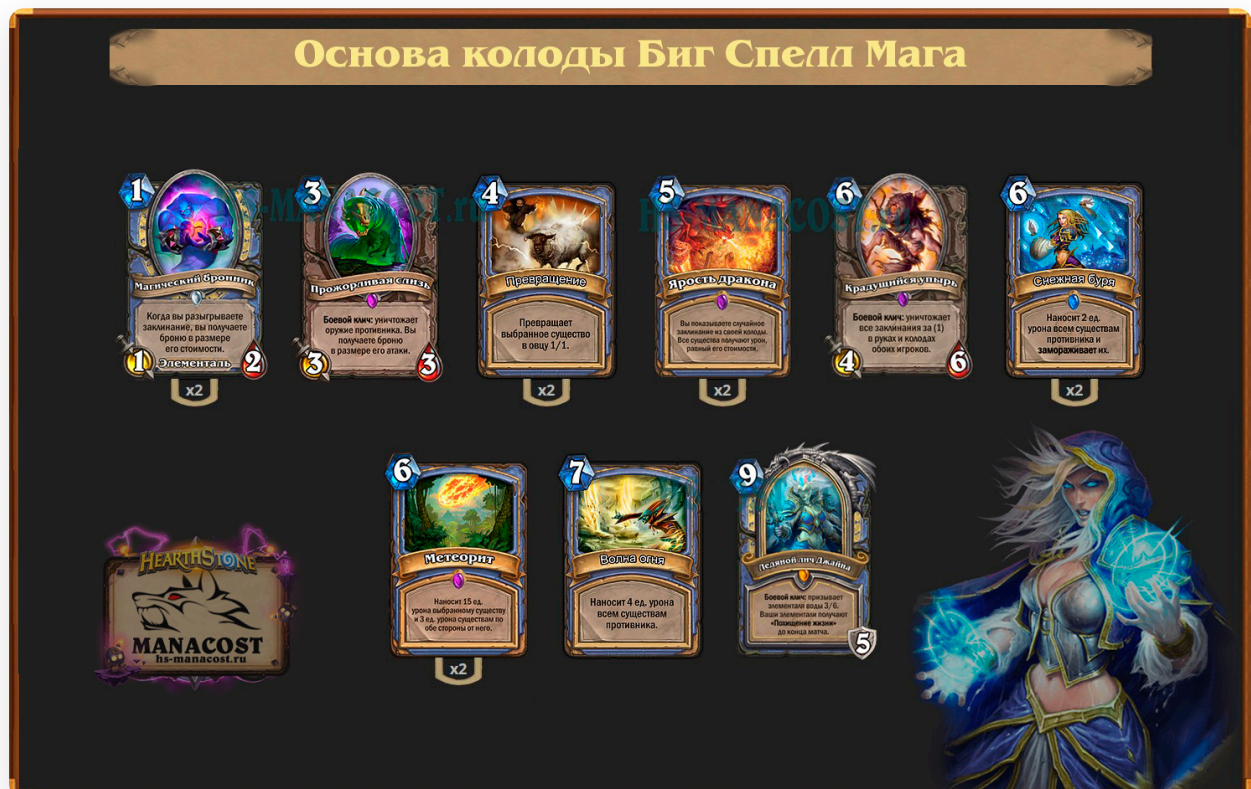 Основа колоды Биг Спелл Мага
HS-MANACOST.ru
HS-MANACOST.ru
1
Магический бронник
Когда вы разыгрываете
заклинание, вы получаете
броню в размере
его стоимости.
1
Элементаль
2
x2
3
Прожорливая слизь
Боевой клич: уничтожает
оружие противника. Вы
получаете броню
в размере его атаки.
3
3
4
Превращение
Превращает
выбранное существо
в овцу 1/1.
x2
5
Ярость дракона
Вы показываете случайное
заклинание из своей колоды.
Все существа получают урон,
равный его стоимости.
x2
6
Крадущийся упырь
Боевой клич: уничтожает
все заклинания за (1)
в руках и колодах
обоих игроков.
4
6
6
Снежная буря
Наносит 2 ед.
урона всем существам
противника и
замораживает их.
x2
6
Метеорит
Наносит 15 ед.
урона выбранному существу
и 3 ед. урона существам по
обе стороны от него.
x2
7
Волна огня
Наносит 4 ед. урона
всем существам
противника.
9
Ледяной лич Джайна
Боевой клич: призывает
элементаля воды 3/6.
Ваши элементали получают
«Похищение жизни»
до конца матча.
5
HEARTHSTONE
MANACOST
hs-manacost.ru